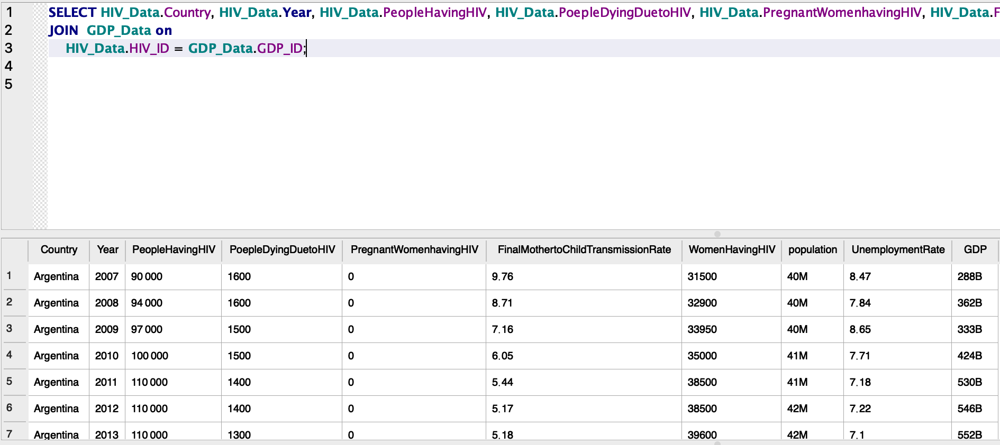 1 SELECT HIV_Data.Country, HIV_Data.Year, HIV_Data.PeopleHavingHIV, HIV_Data.PoepleDyingDuetoHIV, HIV_Data.PregnantWomenhavingHIV, HIV_Data.F
2 JOIN GDP_Data on
3 HIV_Data.HIV_ID = GDP_Data.GDP_ID;
4
5
Country Year PeopleHavingHIV PoepleDyingDuetoHIV PregnantWomenhavingHIV FinalMothertoChildTransmissionRate WomenHavingHIV population UnemploymentRate GDP
1 Argentina 2007 90 000 1600 0 9.76 31500 40M 8.47 288B
2 Argentina 2008 94 000 1600 0 8.71 32900 40M 7.84 362B
3 Argentina 2009 97 000 1500 0 7.16 33950 40M 8.65 333B
4 Argentina 2010 100 000 1500 0 6.05 35000 41M 7.71 424B
5 Argentina 2011 110 000 1400 0 5.44 38500 41M 7.18 530B
6 Argentina 2012 110 000 1400 0 5.17 38500 42M 7.22 546B
7 Argentina 2013 110 000 1300 0 5.18 39600 42M 7.1 552B